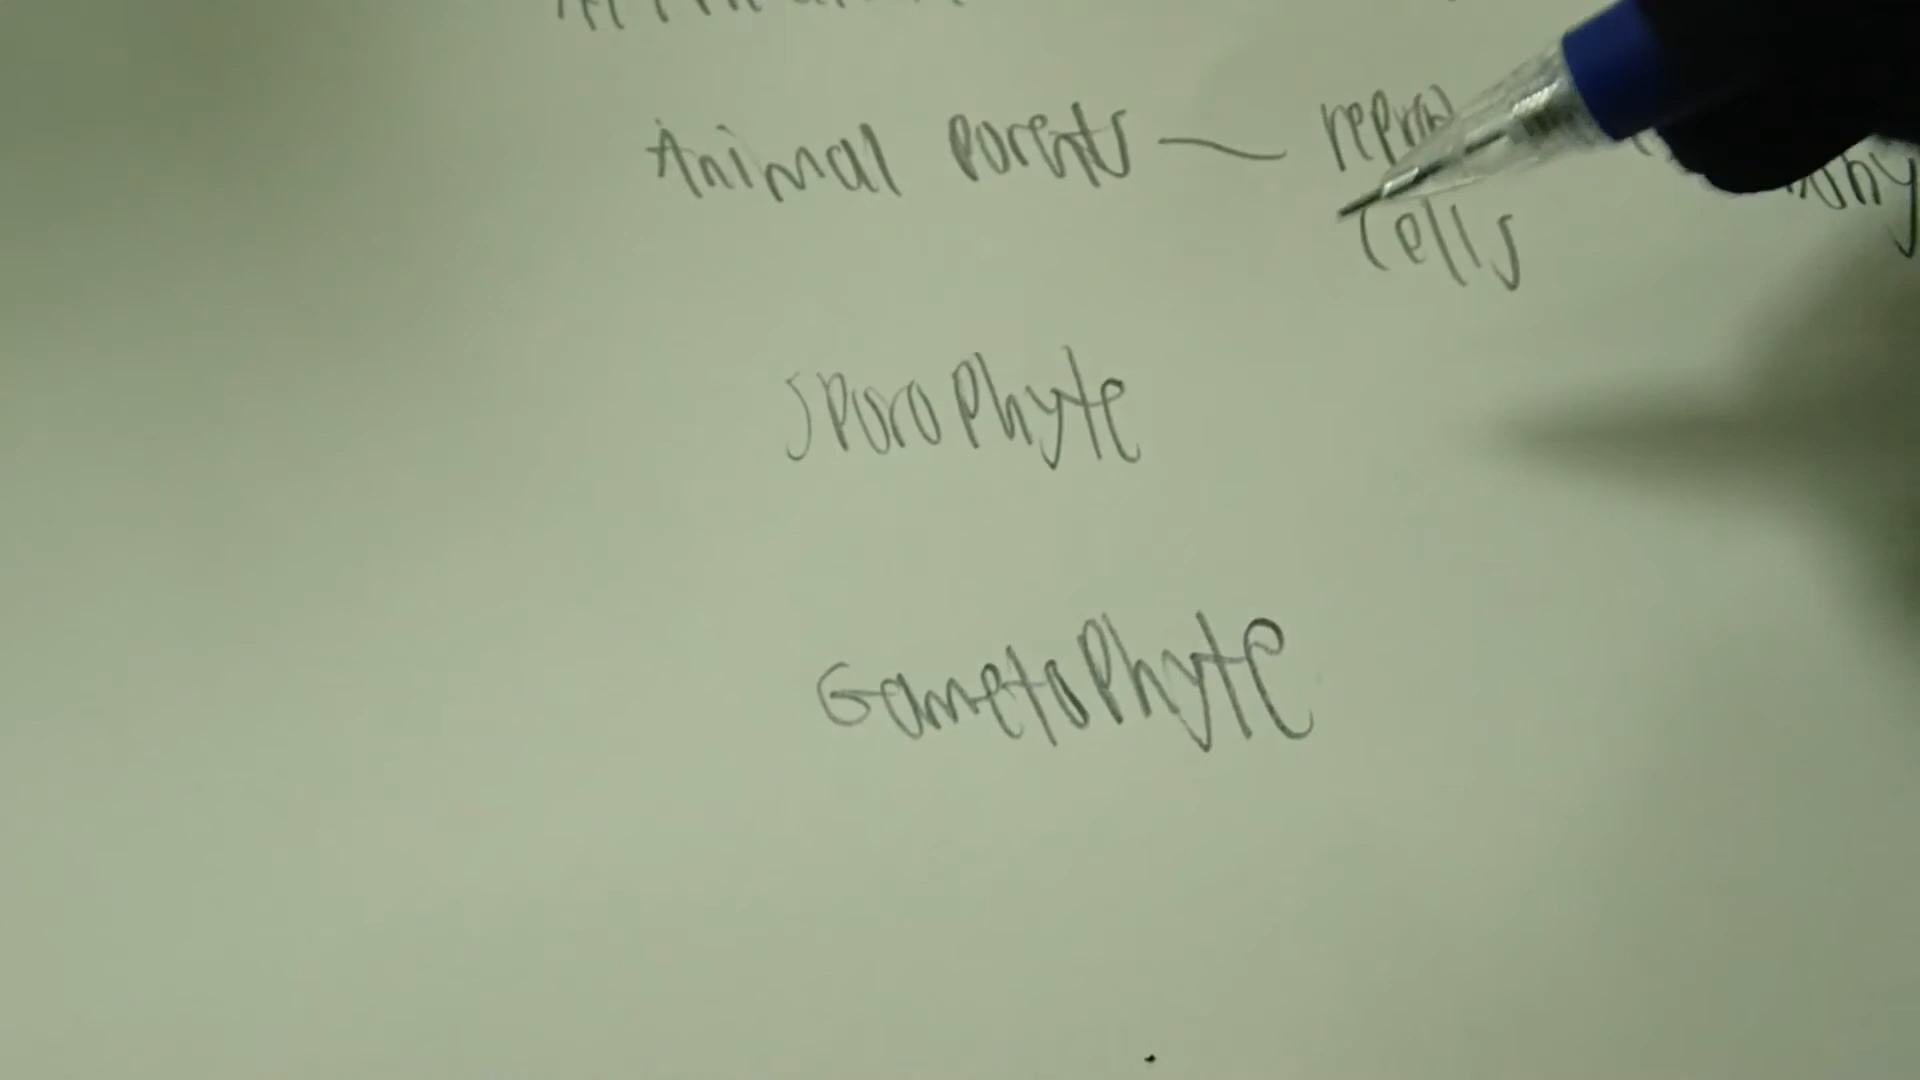 Animal Parents — repro
cells
SporoPhyte
GametoPhyte